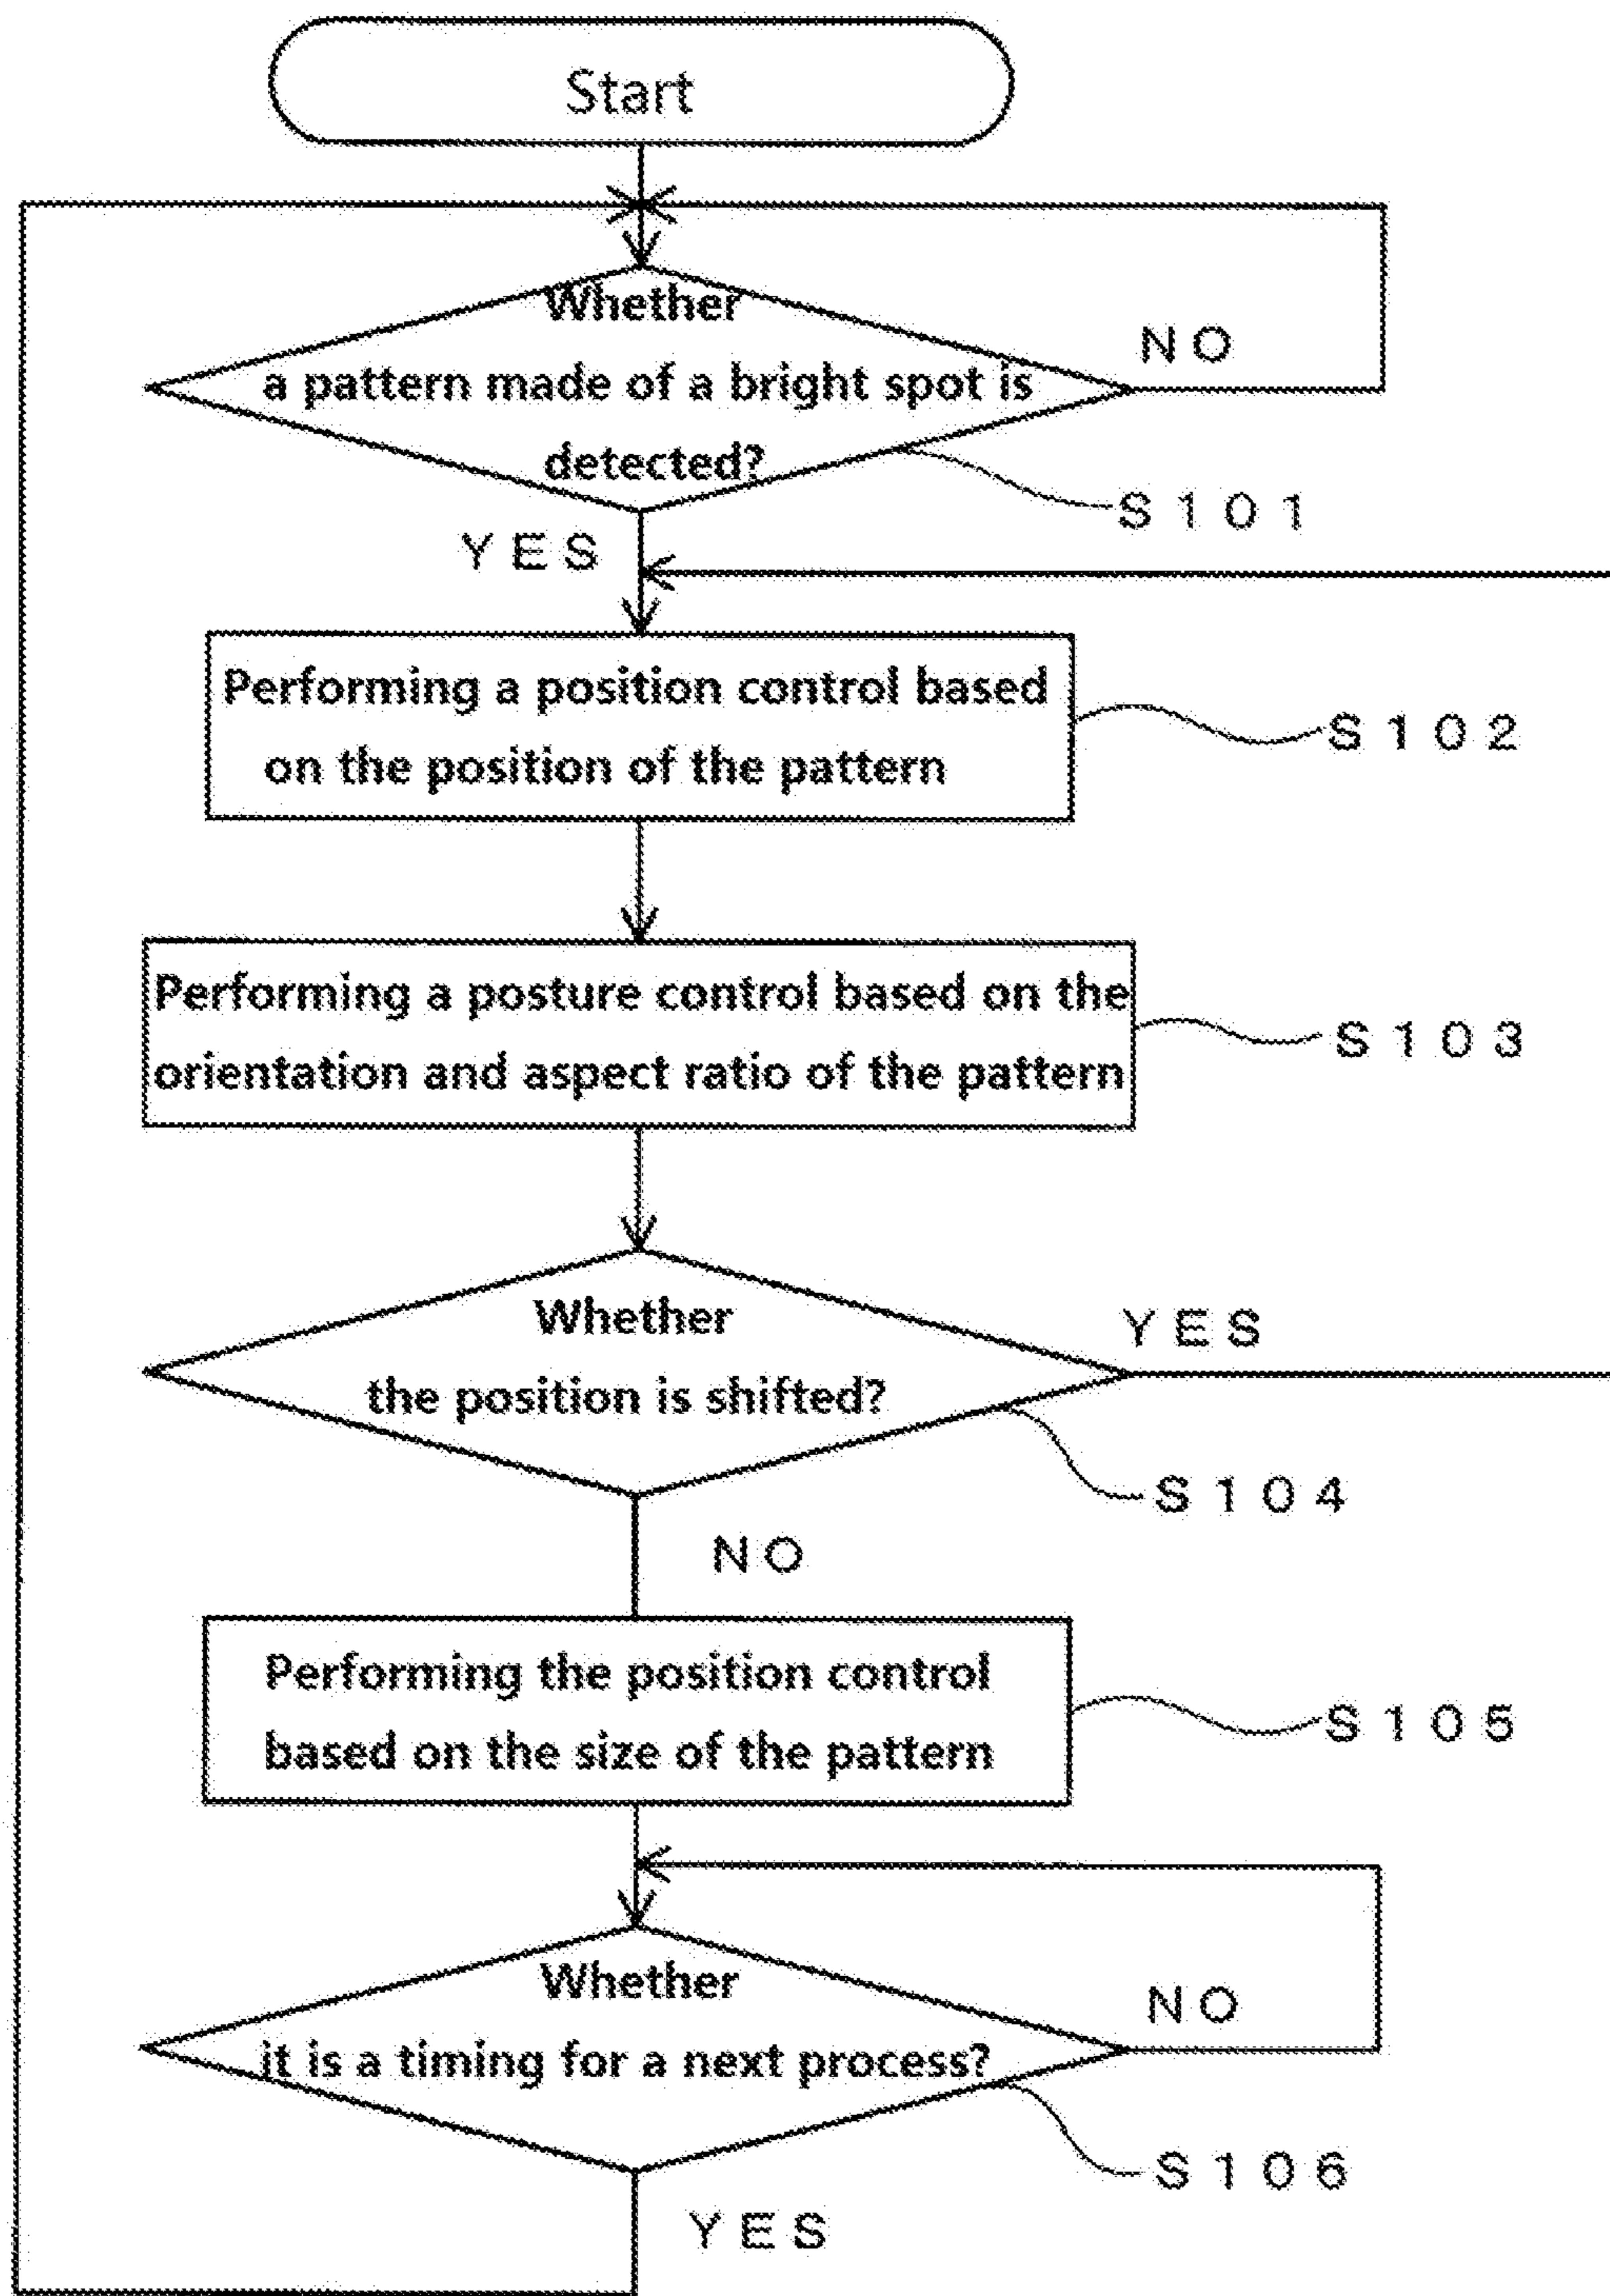 Start
Whether
a pattern made of a bright spot is
detected?
NO
S101
YES
Performing a position control based
on the position of the pattern
S102
Performing a posture control based on the
orientation and aspect ratio of the pattern
S103
Whether
the position is shifted?
YES
S104
NO
Performing the position control
based on the size of the pattern
S105
Whether
it is a timing for a next process?
NO
S106
YES